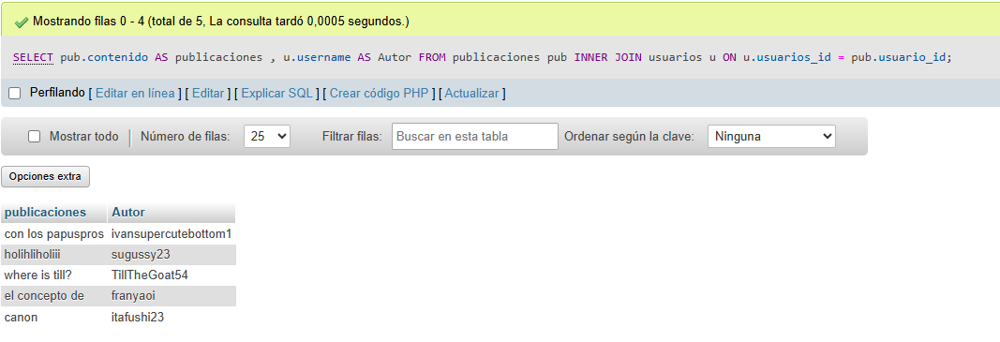 Mostrando filas 0 - 4 (total de 5, La consulta tardó 0,0005 segundos.)
SELECT pub.contenido AS publicaciones , u.username AS Autor FROM publicaciones pub INNER JOIN usuarios u ON u.usuarios_id = pub.usuario_id;
Perfilando [ Editar en línea ] [ Editar ] [ Explicar SQL ] [ Crear código PHP ] [ Actualizar ]
Mostrar todo Número de filas: 25 Filtrar filas: Buscar en esta tabla Ordenar según la clave: Ninguna
Opciones extra
publicaciones Autor
con los papuspros ivansupercutebottom1
holihliholiii sugussy23
where is till? TillTheGoat54
el concepto de franyaoi
canon itafushi23